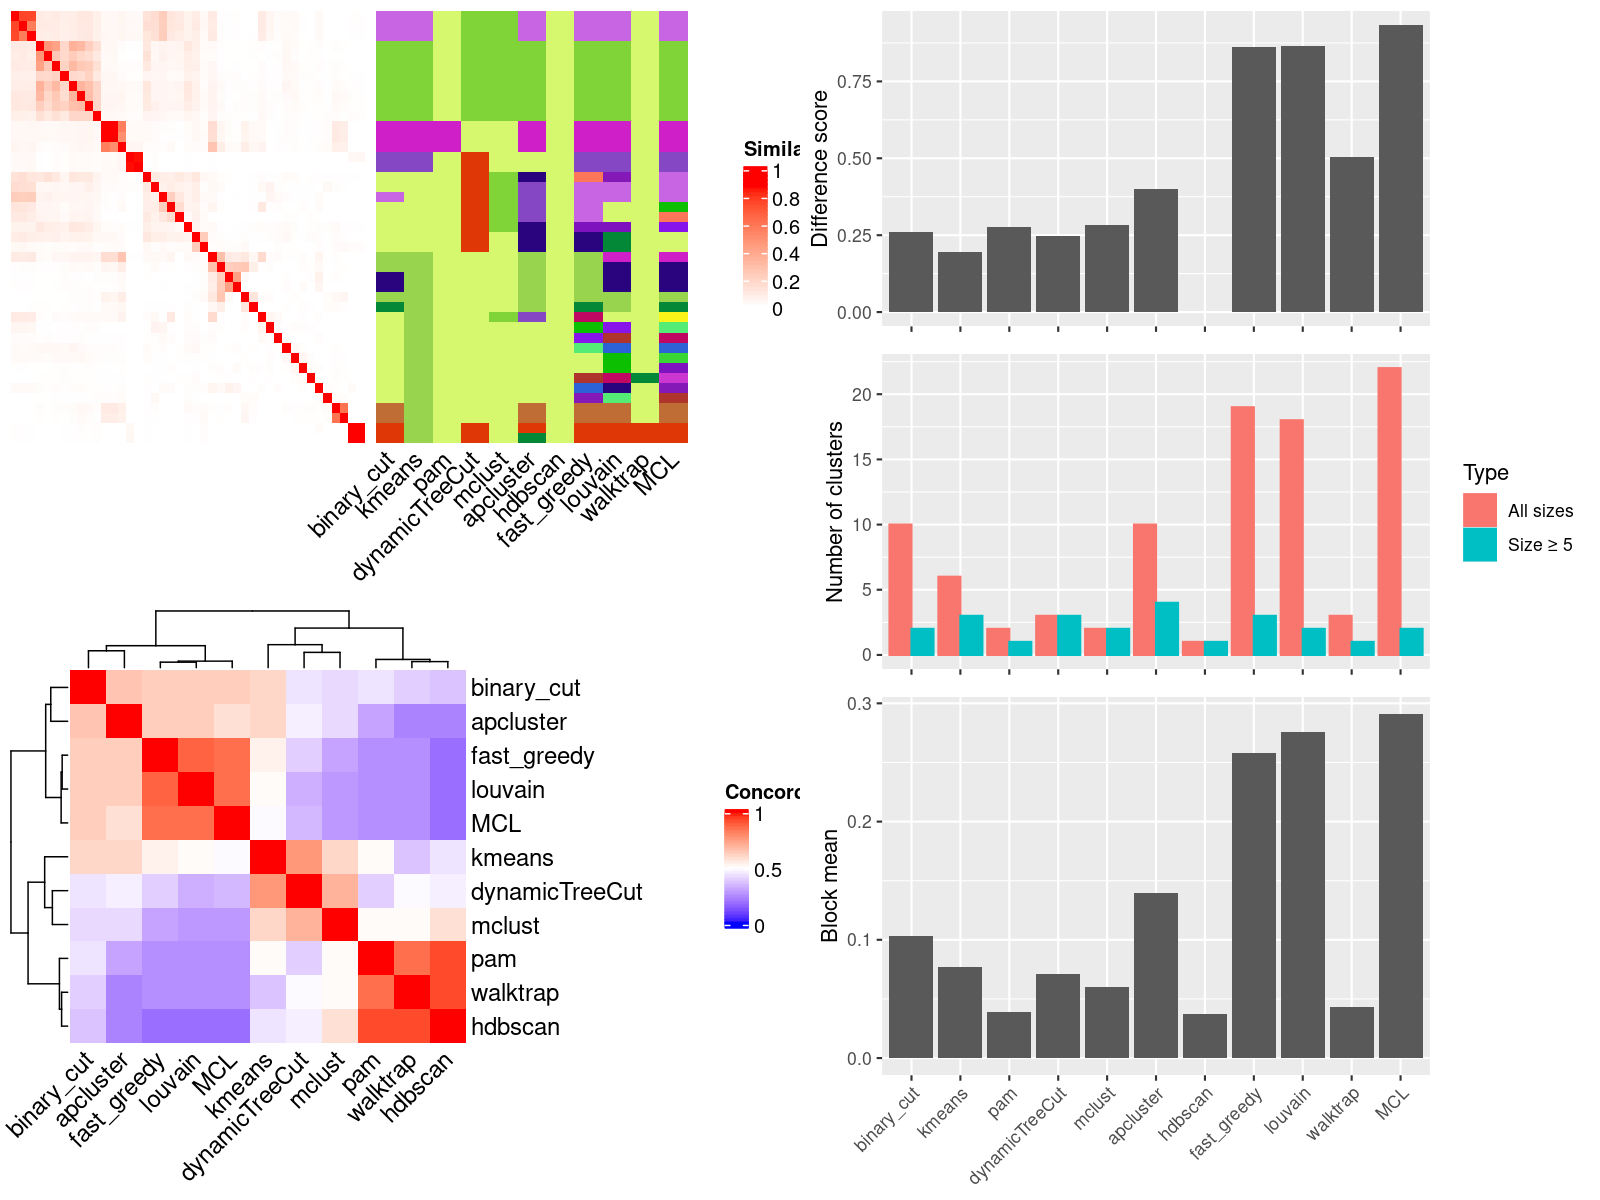 Simila
1
0.8
0.6
0.4
0.2
0
binary_cut
kmeans
pam
dynamicTreeCut
mclust
apcluster
hdbscan
fast_greedy
louvain
walktrap
MCL
binary_cut
apcluster
fast_greedy
louvain
MCL
kmeans
dynamicTreeCut
mclust
pam
walktrap
hdbscan
binary_cut
apcluster
fast_greedy
louvain
MCL
kmeans
dynamicTreeCut
mclust
pam
walktrap
hdbscan
Concord
1
0.5
0
Difference score
0.75
0.50
0.25
0.00
Number of clusters
20
15
10
5
0
Type
All sizes
Size ≥ 5
Block mean
0.3
0.2
0.1
0.0
binary_cut
kmeans
pam
dynamicTreeCut
mclust
apcluster
hdbscan
fast_greedy
louvain
walktrap
MCL